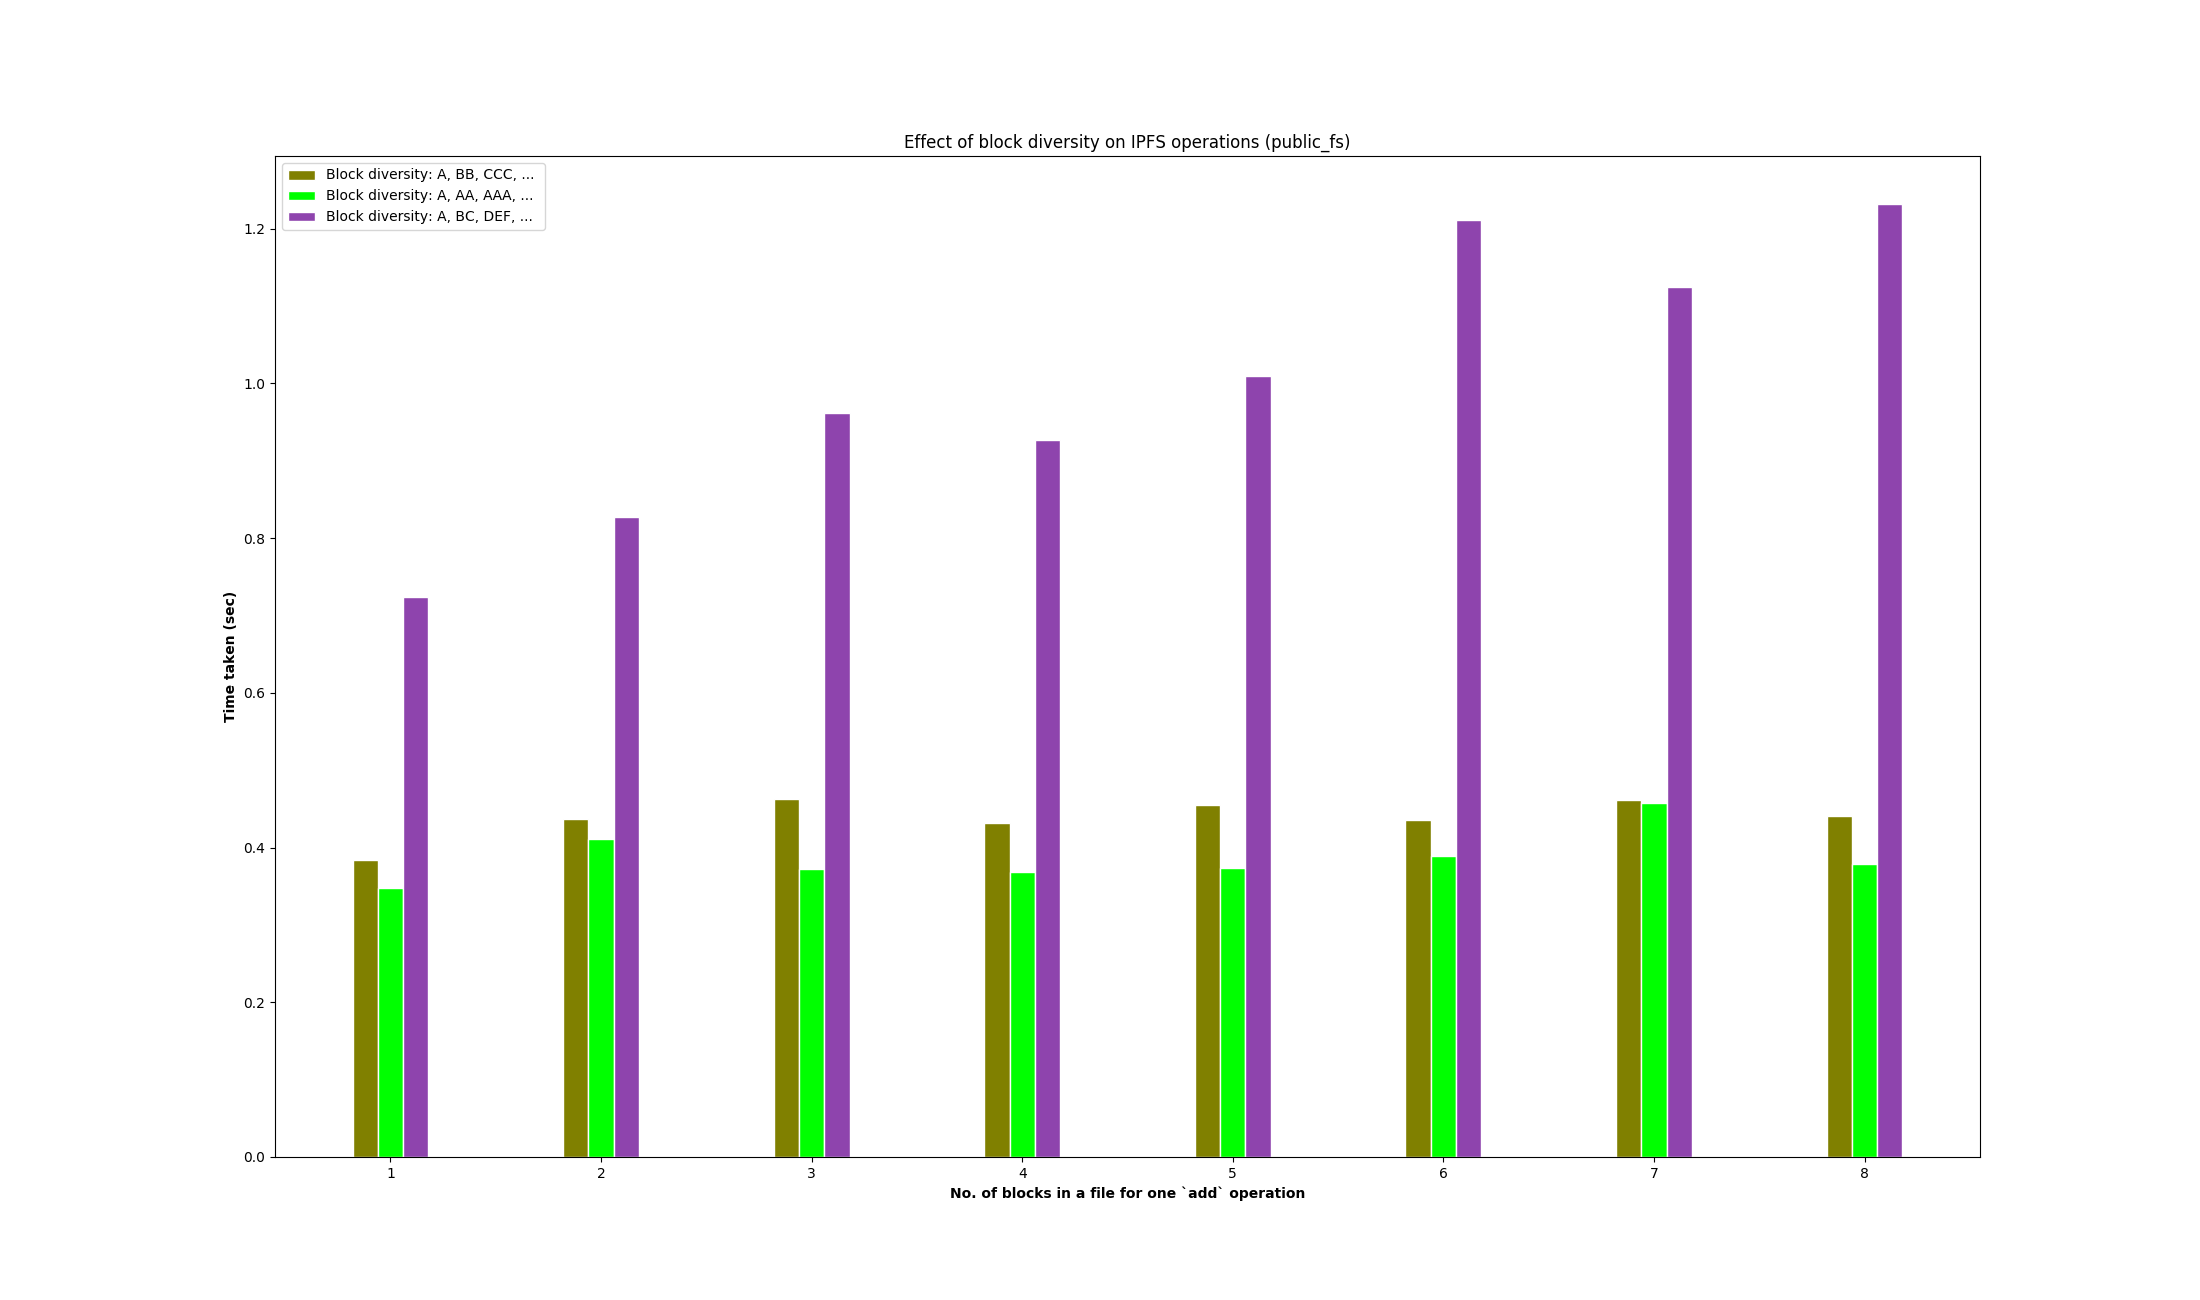 Effect of block diversity on IPFS operations (public_fs)
Block diversity: A, BB, CCC, ...
Block diversity: A, AA, AAA, ...
Block diversity: A, BC, DEF, ...
1.2
1.0
0.8
0.6
0.4
0.2
0.0
Time taken (sec)
1 2 3 4 5 6 7 8
No. of blocks in a file for one `add` operation